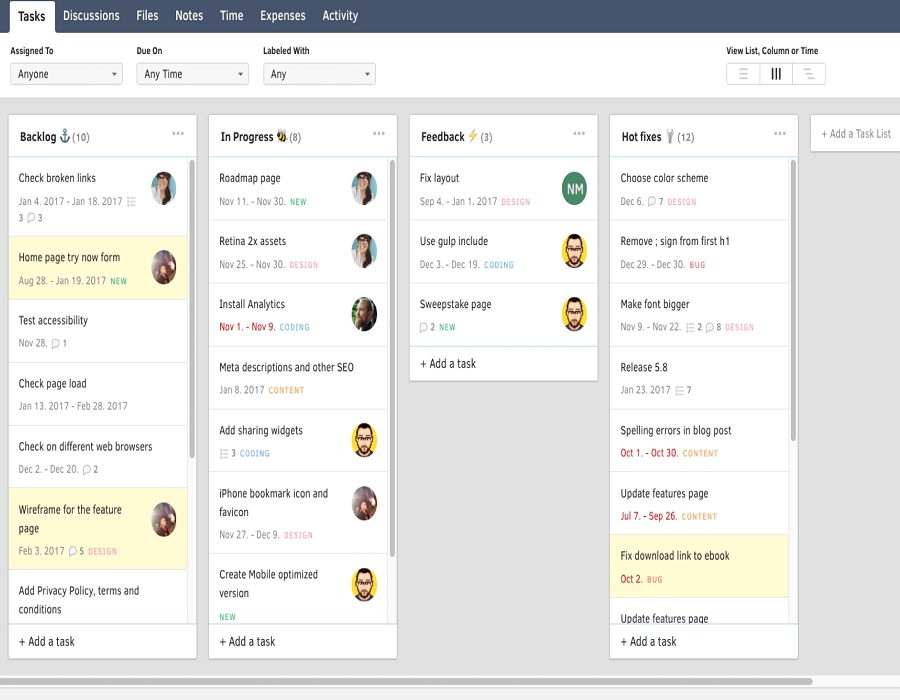 Tasks Discussions Files Notes Time Expenses Activity
Assigned To Due On Labeled With View List, Column or Time
Anyone Any Time Any
Backlog (10)
Check broken links
Jan 4. 2017 - Jan 18. 2017
3 3
Home page try now form
Aug 28. - Jan 19. 2017 NEW
Test accessibility
Nov 28. 1
Check page load
Jan 13. 2017 - Feb 28. 2017
Check on different web browsers
Dec 2. - Dec 20. 2
Wireframe for the feature
page
Feb 3. 2017 5 DESIGN
Add Privacy Policy, terms and
conditions
+ Add a task
In Progress (8)
Roadmap page
Nov 11. - Nov 30. NEW
Retina 2x assets
Nov 25. - Nov 30. DESIGN
Install Analytics
Nov 1. - Nov 9. CODING
Meta descriptions and other SEO
Jan 8. 2017 CONTENT
Add sharing widgets
3 CODING
iPhone bookmark icon and
favicon
Nov 27. - Dec 9. DESIGN
Create Mobile optimized
version
NEW
+ Add a task
Feedback (3)
Fix layout
NM
Sep 4. - Jan 1. 2017 DESIGN
Use gulp include
Dec 3. - Dec 19. CODING
Sweepstake page
2 NEW
+ Add a task
Hot fixes (12)
Choose color scheme
Dec 6. 7 DESIGN
Remove ; sign from first h1
Dec 29. - Dec 30. BUG
Make font bigger
Nov 9. - Nov 22. 2 8 DESIGN
Release 5.8
Jan 23. 2017 7
Spelling errors in blog post
Oct 1. - Oct 30. CONTENT
Update features page
Jul 7. - Sep 26. CONTENT
Fix download link to ebook
Oct 2. BUG
Update features page
+ Add a task
+ Add a Task List